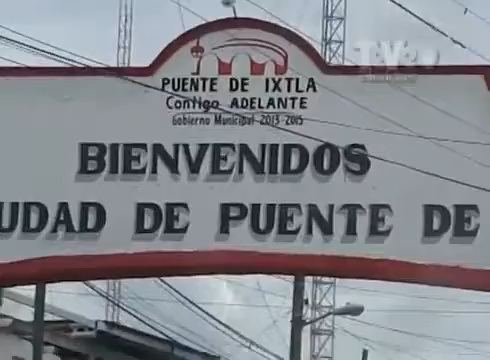 PUENTE DE IXTLA
Contigo ADELANTE
Gobierno Municipal 2013-2015
BIENVENIDOS
UDAD DE PUENTE DE